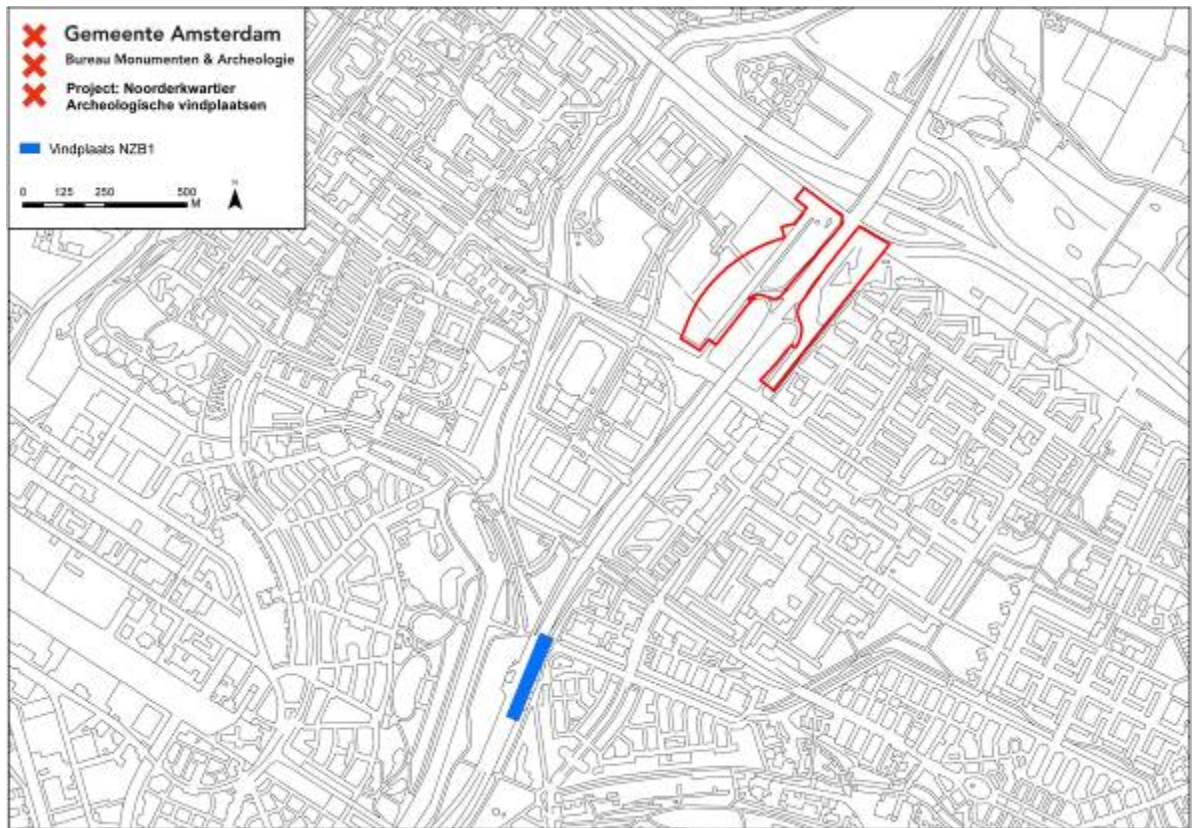 Gemeente Amsterdam
Bureau Monumenten & Archeologie
Project: Noorderkwartier
Archeologische vindplaatsen
Vindplaats NZB1
N
0 125 250 500
M